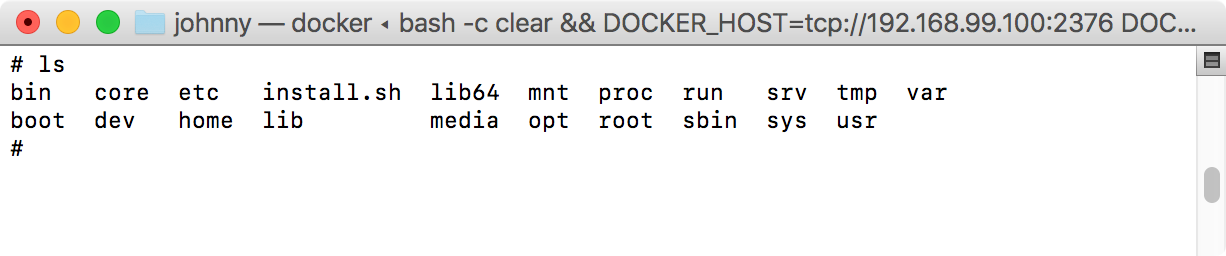 johnny — docker ◂ bash -c clear && DOCKER_HOST=tcp://192.168.99.100:2376 DOC...
# ls
bin   core  etc   install.sh  lib64  mnt  proc  run   srv  tmp  var
boot  dev   home  lib         media  opt  root  sbin  sys  usr
#